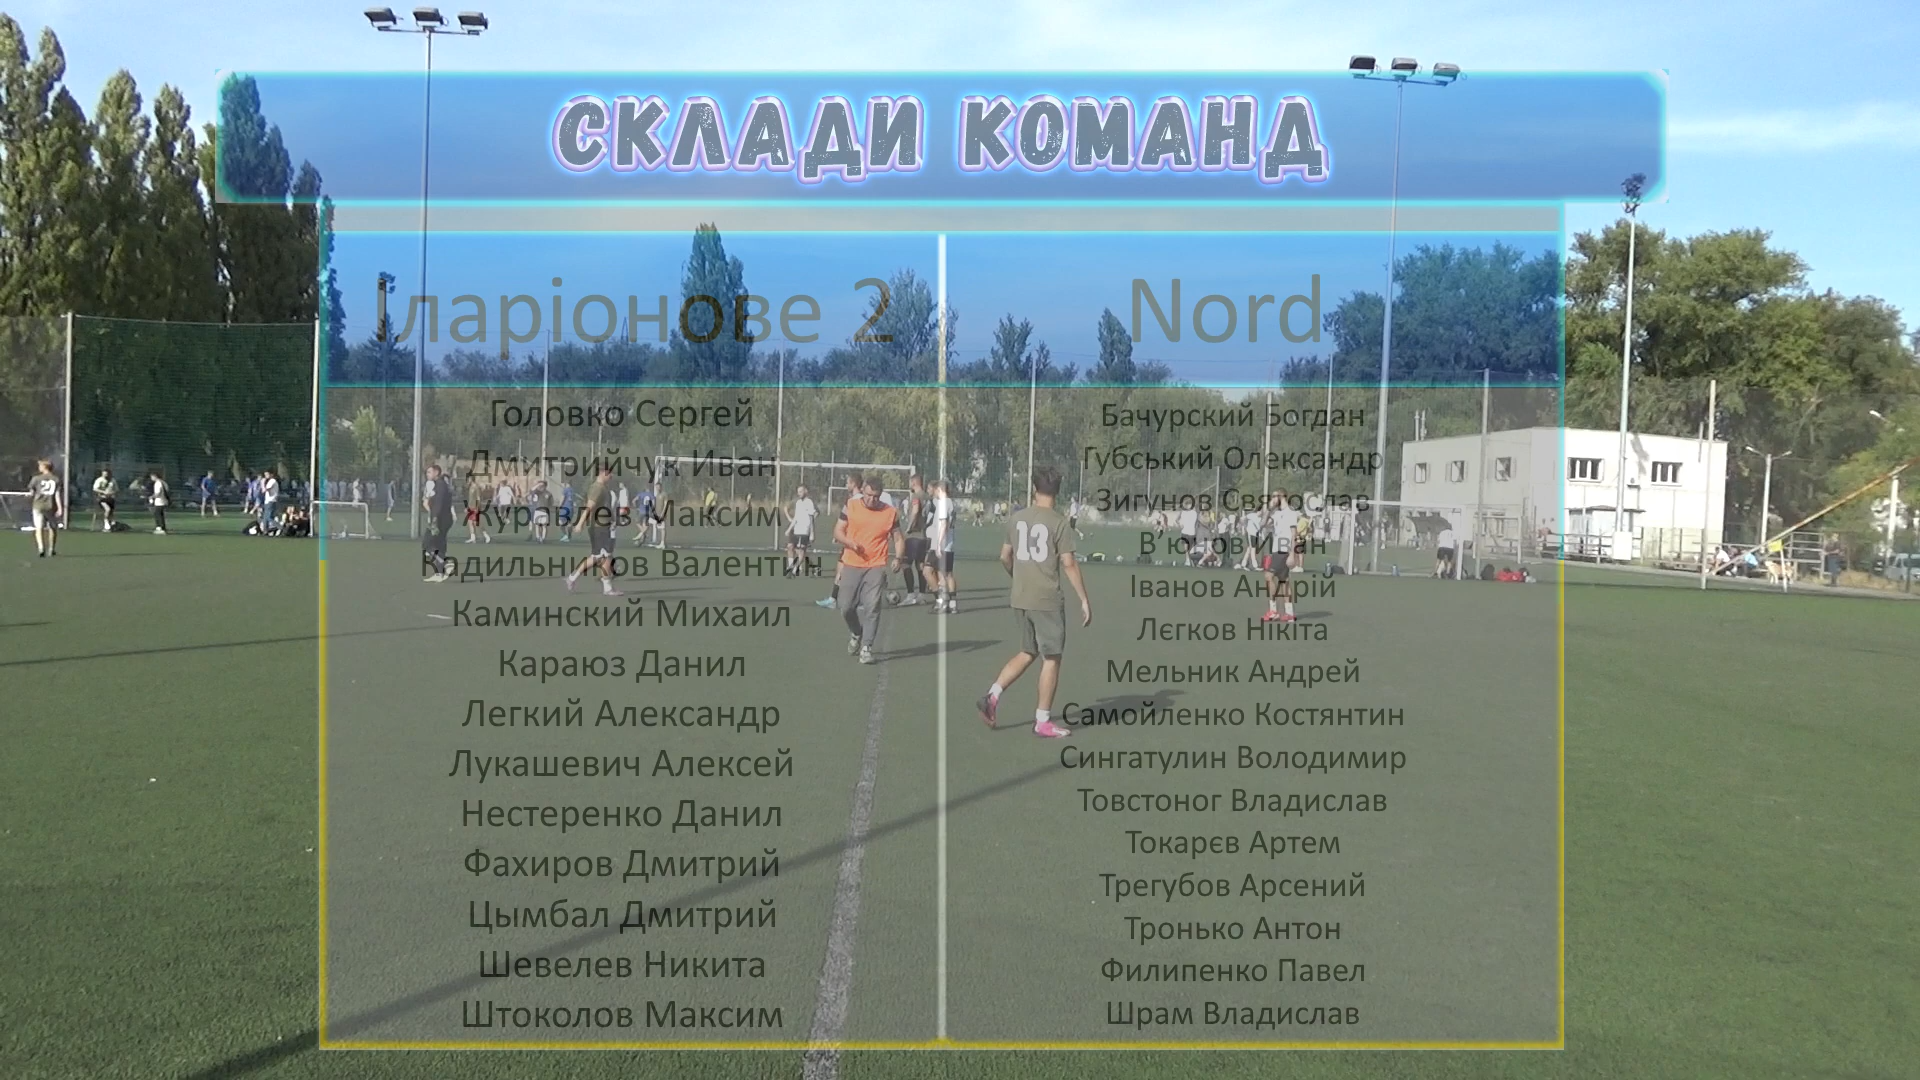 СКЛАДИ КОМАНД
Іларіонове 2
Nord
Головко Сергей
Дмитрийчук Иван
Журавлев Максим
Кадильников Валентин
Каминский Михаил
Караюз Данил
Легкий Александр
Лукашевич Алексей
Нестеренко Данил
Фахиров Дмитрий
Цымбал Дмитрий
Шевелев Никита
Штоколов Максим
Бачурский Богдан
Губський Олександр
Зигунов Святослав
В'юнов Иван
Іванов Андрій
Лєгков Нікіта
Мельник Андрей
Самойленко Костянтин
Сингатулин Володимир
Товстоног Владислав
Токарєв Артем
Трегубов Арсений
Тронько Антон
Филипенко Павел
Шрам Владислав
13